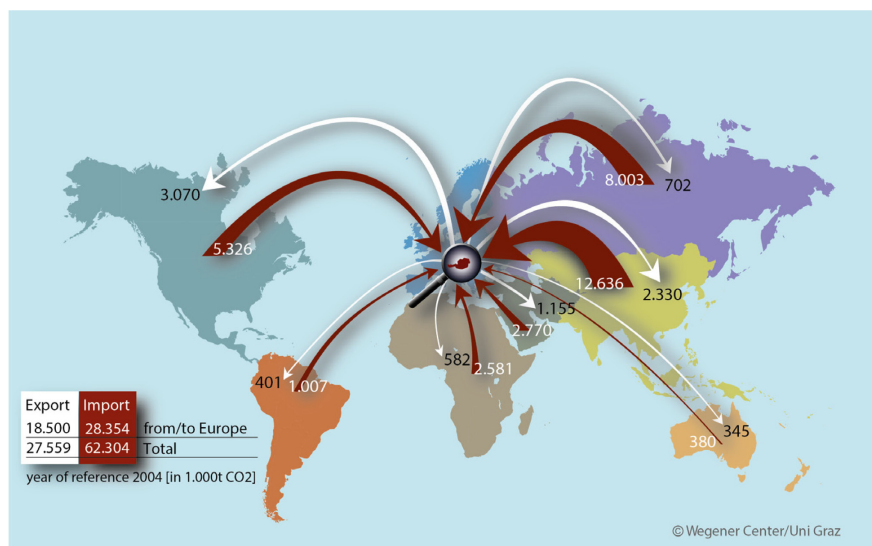 3.070
5.326
8.003
702
12.636
2.330
1.155
2.770
582
2.581
401
1.007
345
380
Export Import
18.500 28.354 from/to Europe
27.559 62.304 Total
year of reference 2004 [in 1.000t CO2]
© Wegener Center/Uni Graz